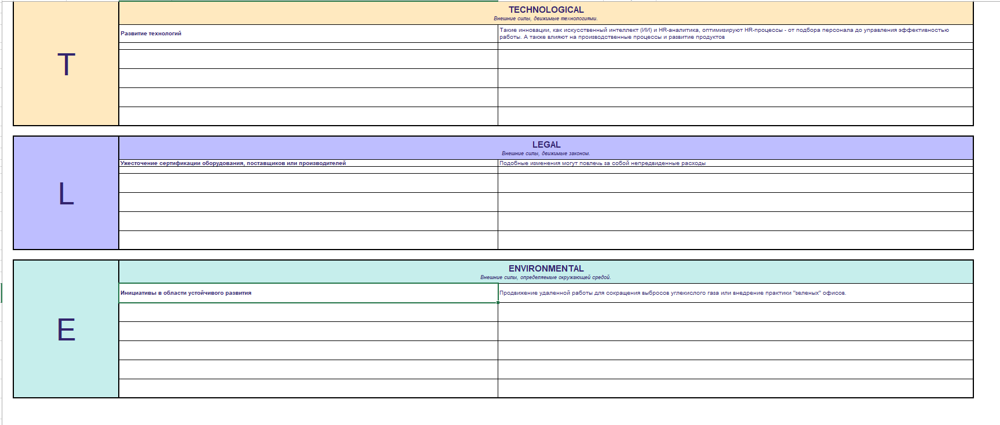 T
TECHNOLOGICAL
Внешние силы, движимые технологиями.
Развитие технологий
Такие инновации, как искусственный интеллект (ИИ) и HR-аналитика, оптимизируют HR-процессы - от подбора персонала до управления эффективностью
работы. А также влияют на производственные процессы и развитие продуктов
L
LEGAL
Внешние силы, движимые законом.
Ужесточение сертификации оборудования, поставщиков или производителей
Подобные изменения могут повлечь за собой непредвиденные расходы
E
ENVIRONMENTAL
Внешние силы, определяемые окружающей средой.
Инициативы в области устойчивого развития
Продвижение удаленной работы для сокращения выбросов углекислого газа или внедрение практики "зеленых" офисов.